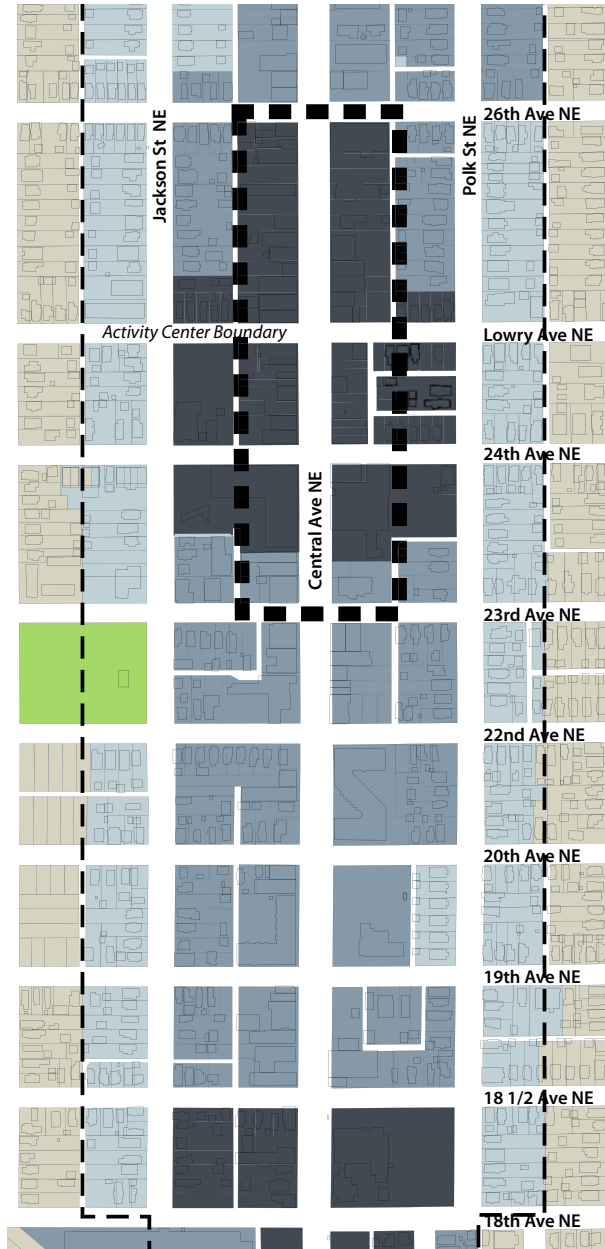 26th Ave NE
Jackson St NE
Polk St NE
Activity Center Boundary
Lowry Ave NE
24th Ave NE
Central Ave NE
23rd Ave NE
22nd Ave NE
20th Ave NE
19th Ave NE
18 1/2 Ave NE
18th Ave NE